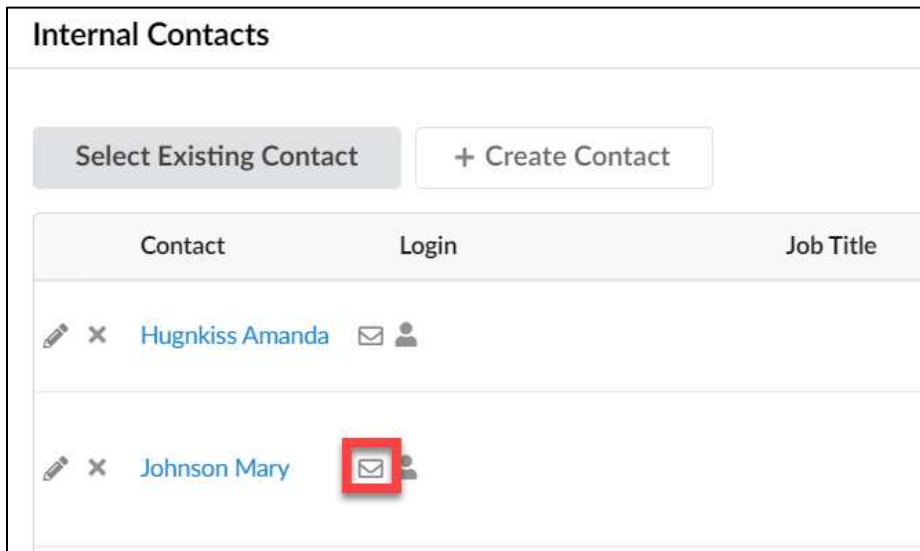 Internal Contacts
Select Existing Contact + Create Contact
Contact Login Job Title
Hugnkiss Amanda
Johnson Mary